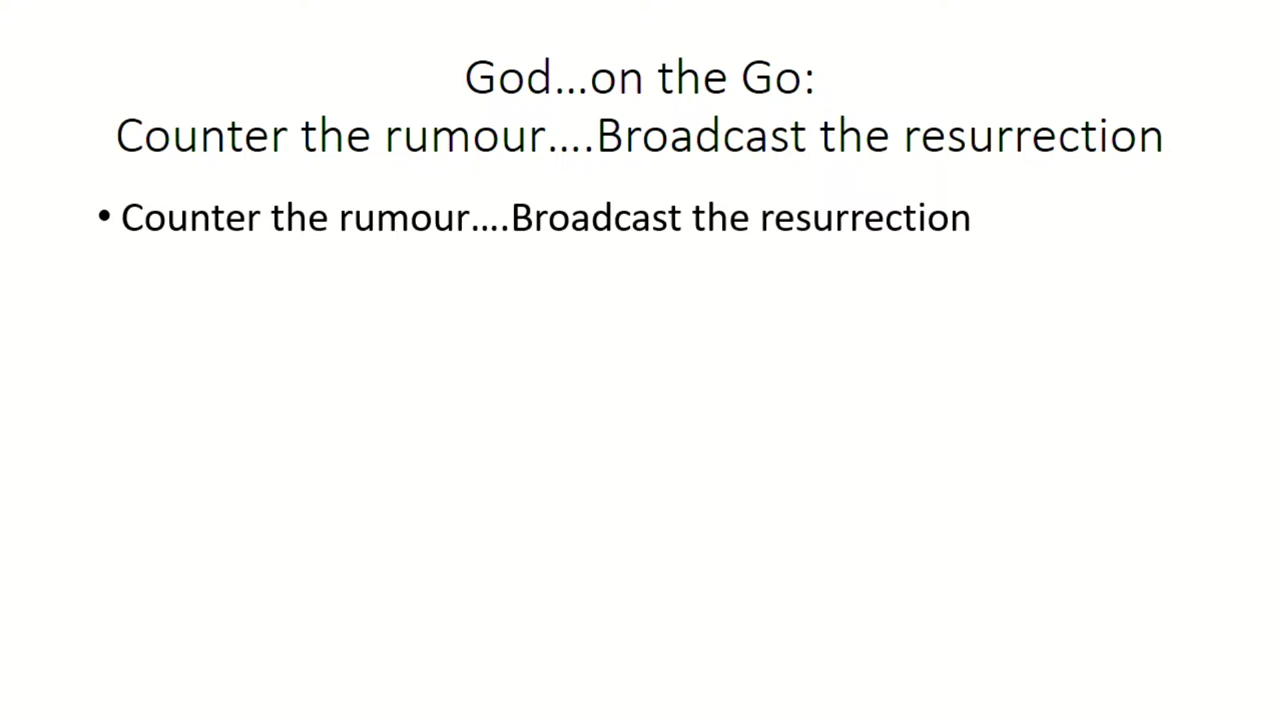 God...on the Go:
Counter the rumour....Broadcast the resurrection
• Counter the rumour....Broadcast the resurrection